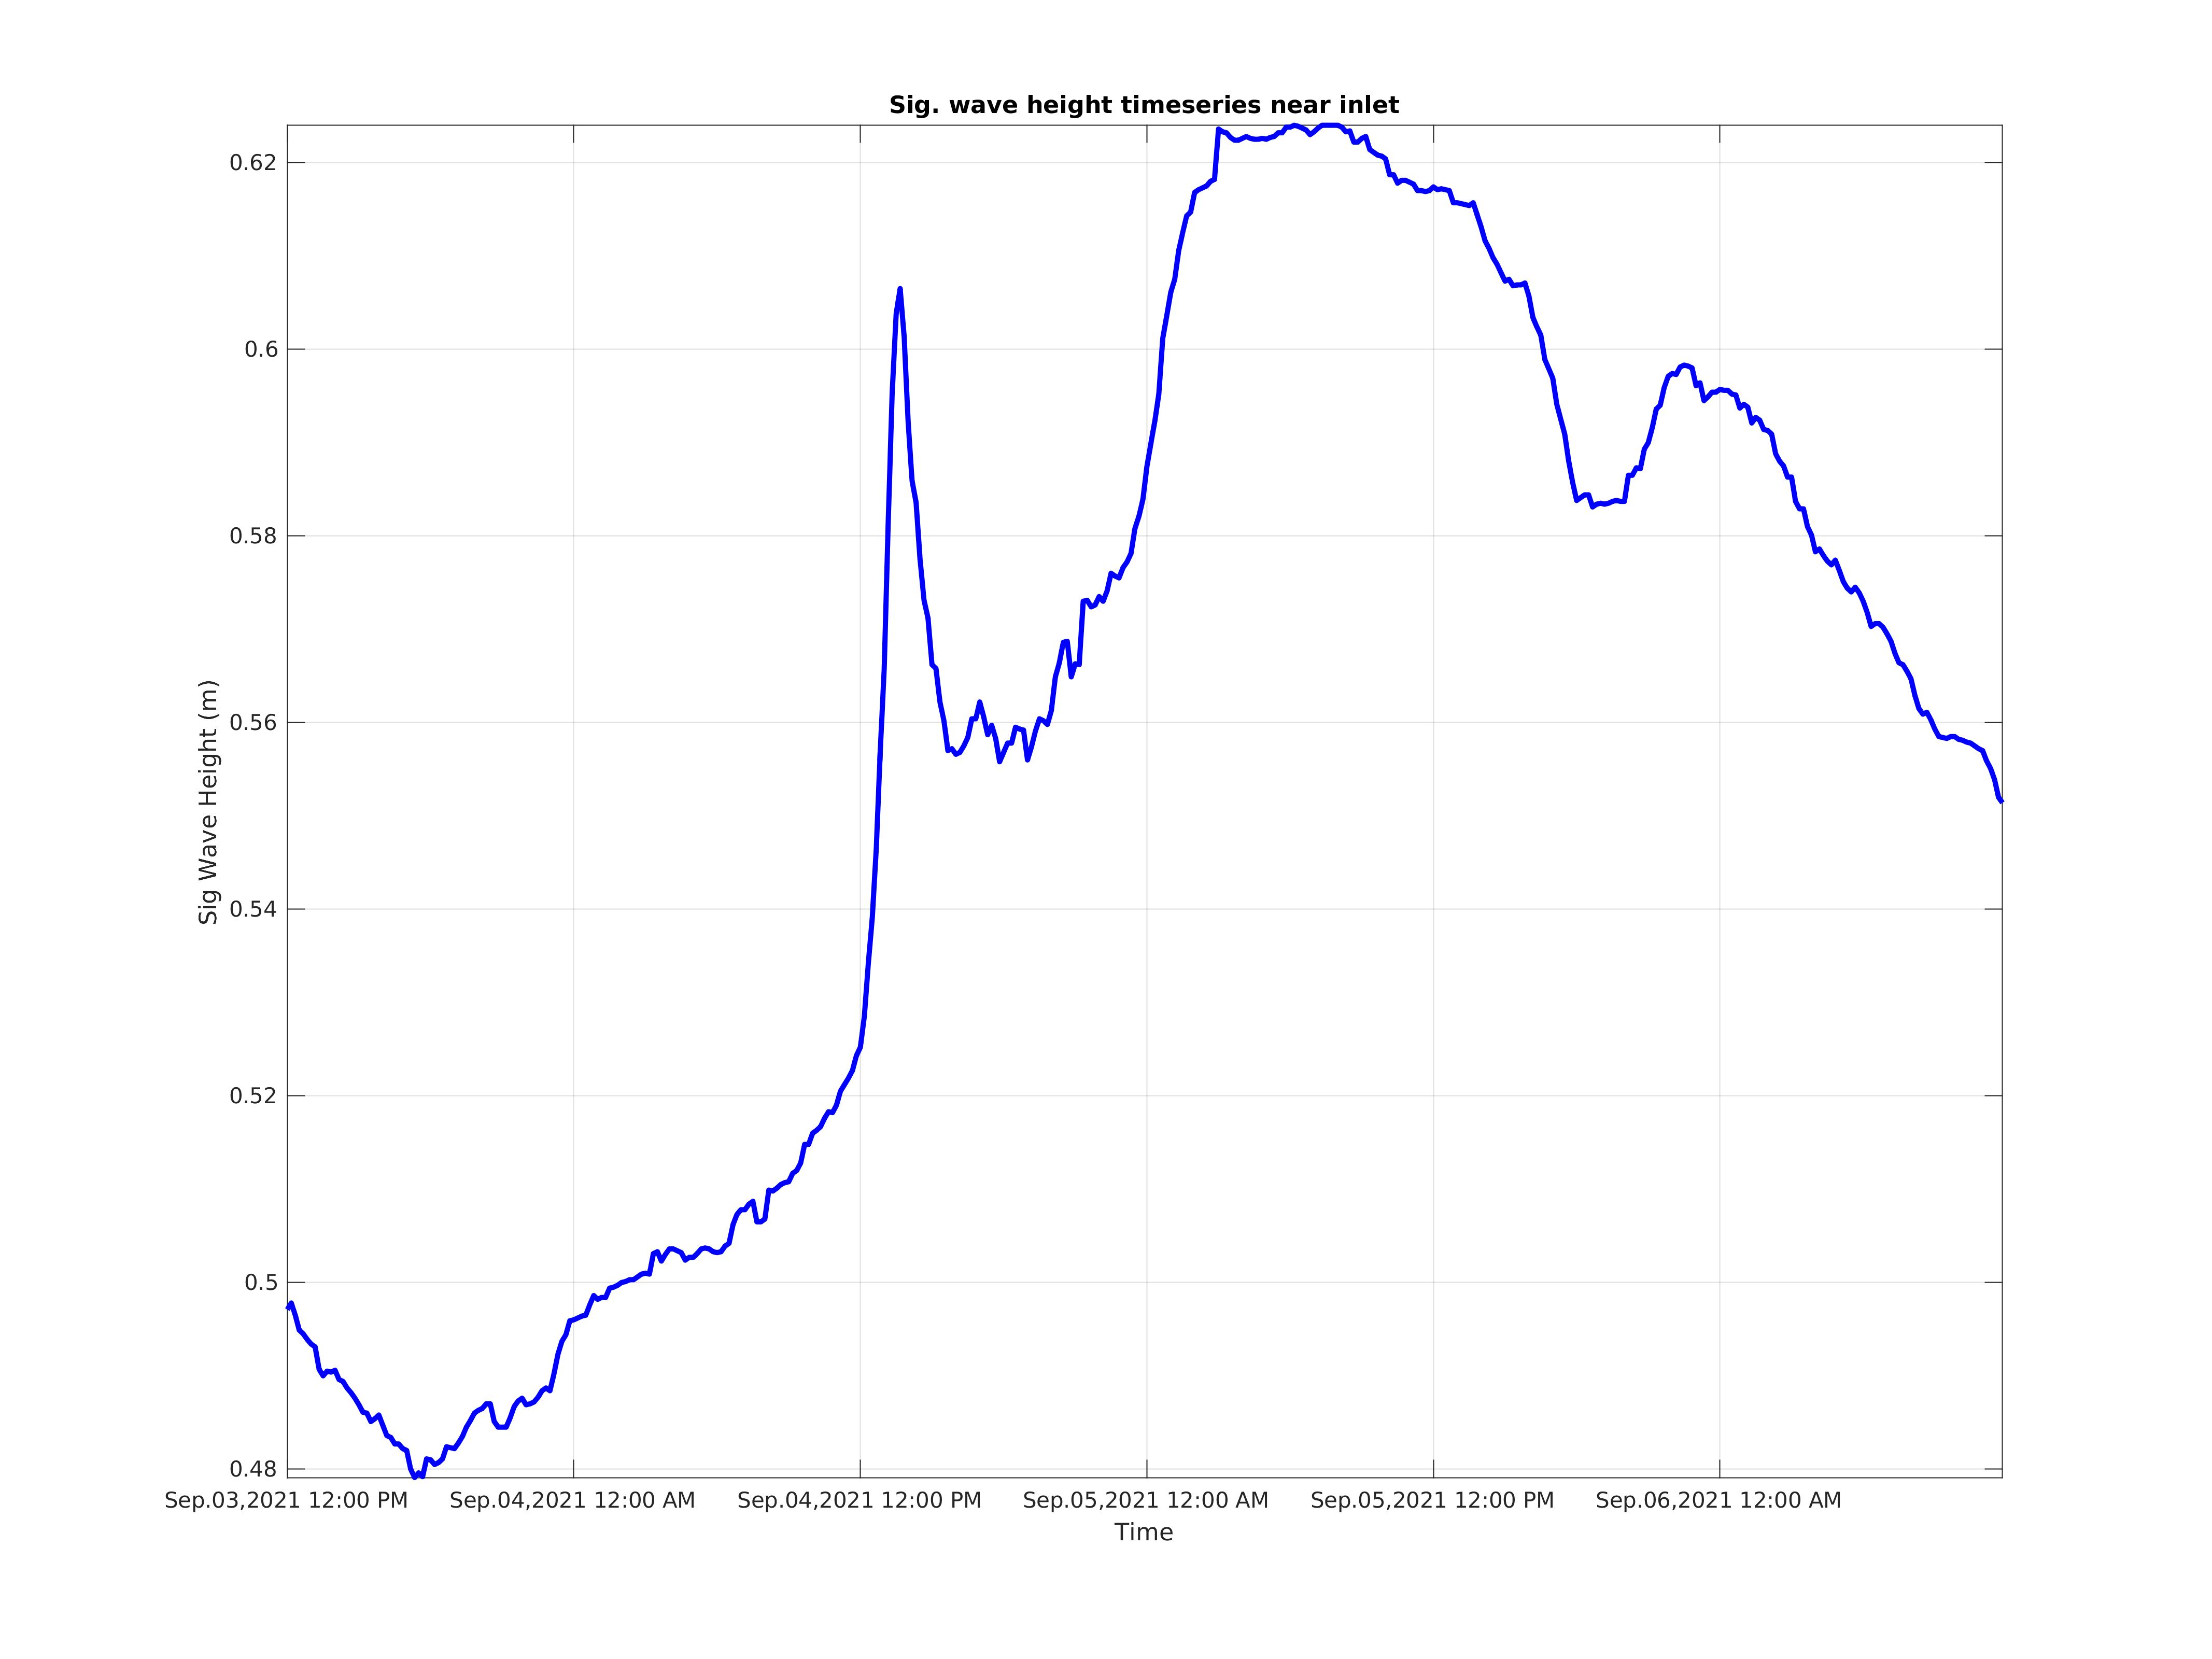 Sig. wave height timeseries near inlet
0.62
0.6
0.58
0.56
0.54
0.52
0.5
0.48
Sig Wave Height (m)
Sep.03,2021 12:00 PM
Sep.04,2021 12:00 AM
Sep.04,2021 12:00 PM
Sep.05,2021 12:00 AM
Sep.05,2021 12:00 PM
Sep.06,2021 12:00 AM
Time